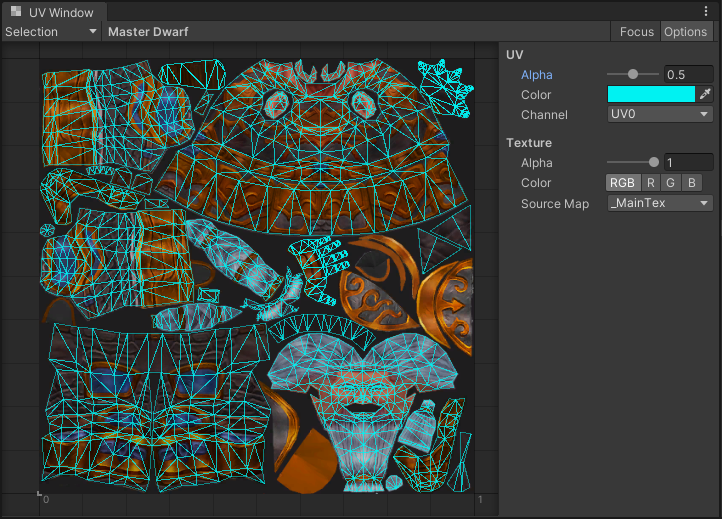 UV Window
Selection Master Dwarf Focus Options
UV
Alpha 0.5
Color
Channel UV0
Texture
Alpha 1
Color RGB R G B
Source Map _MainTex
0 1